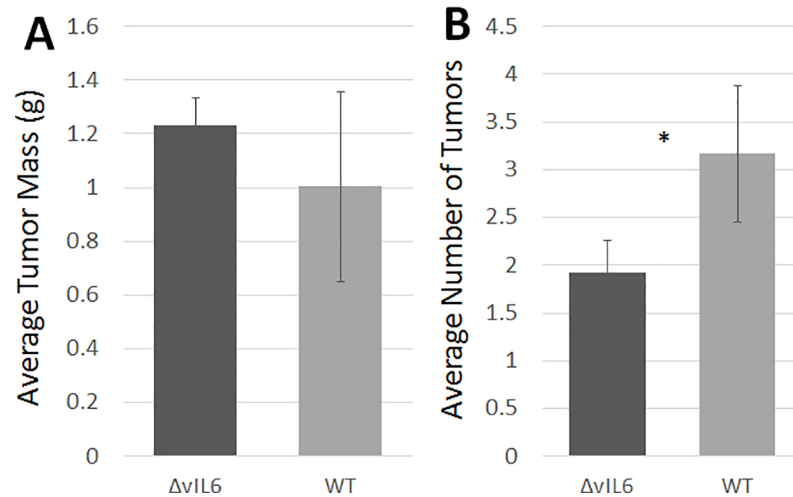 A
Average Tumor Mass (g)
1.6
1.4
1.2
1
0.8
0.6
0.4
0.2
0
ΔvIL6
WT
B
Average Number of Tumors
4.5
4
3.5
3
2.5
2
1.5
1
0.5
0
*
ΔvIL6
WT